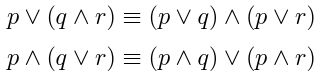 p ∨ (q ∧ r) ≡ (p ∨ q) ∧ (p ∨ r)
p ∧ (q ∨ r) ≡ (p ∧ q) ∨ (p ∧ r)